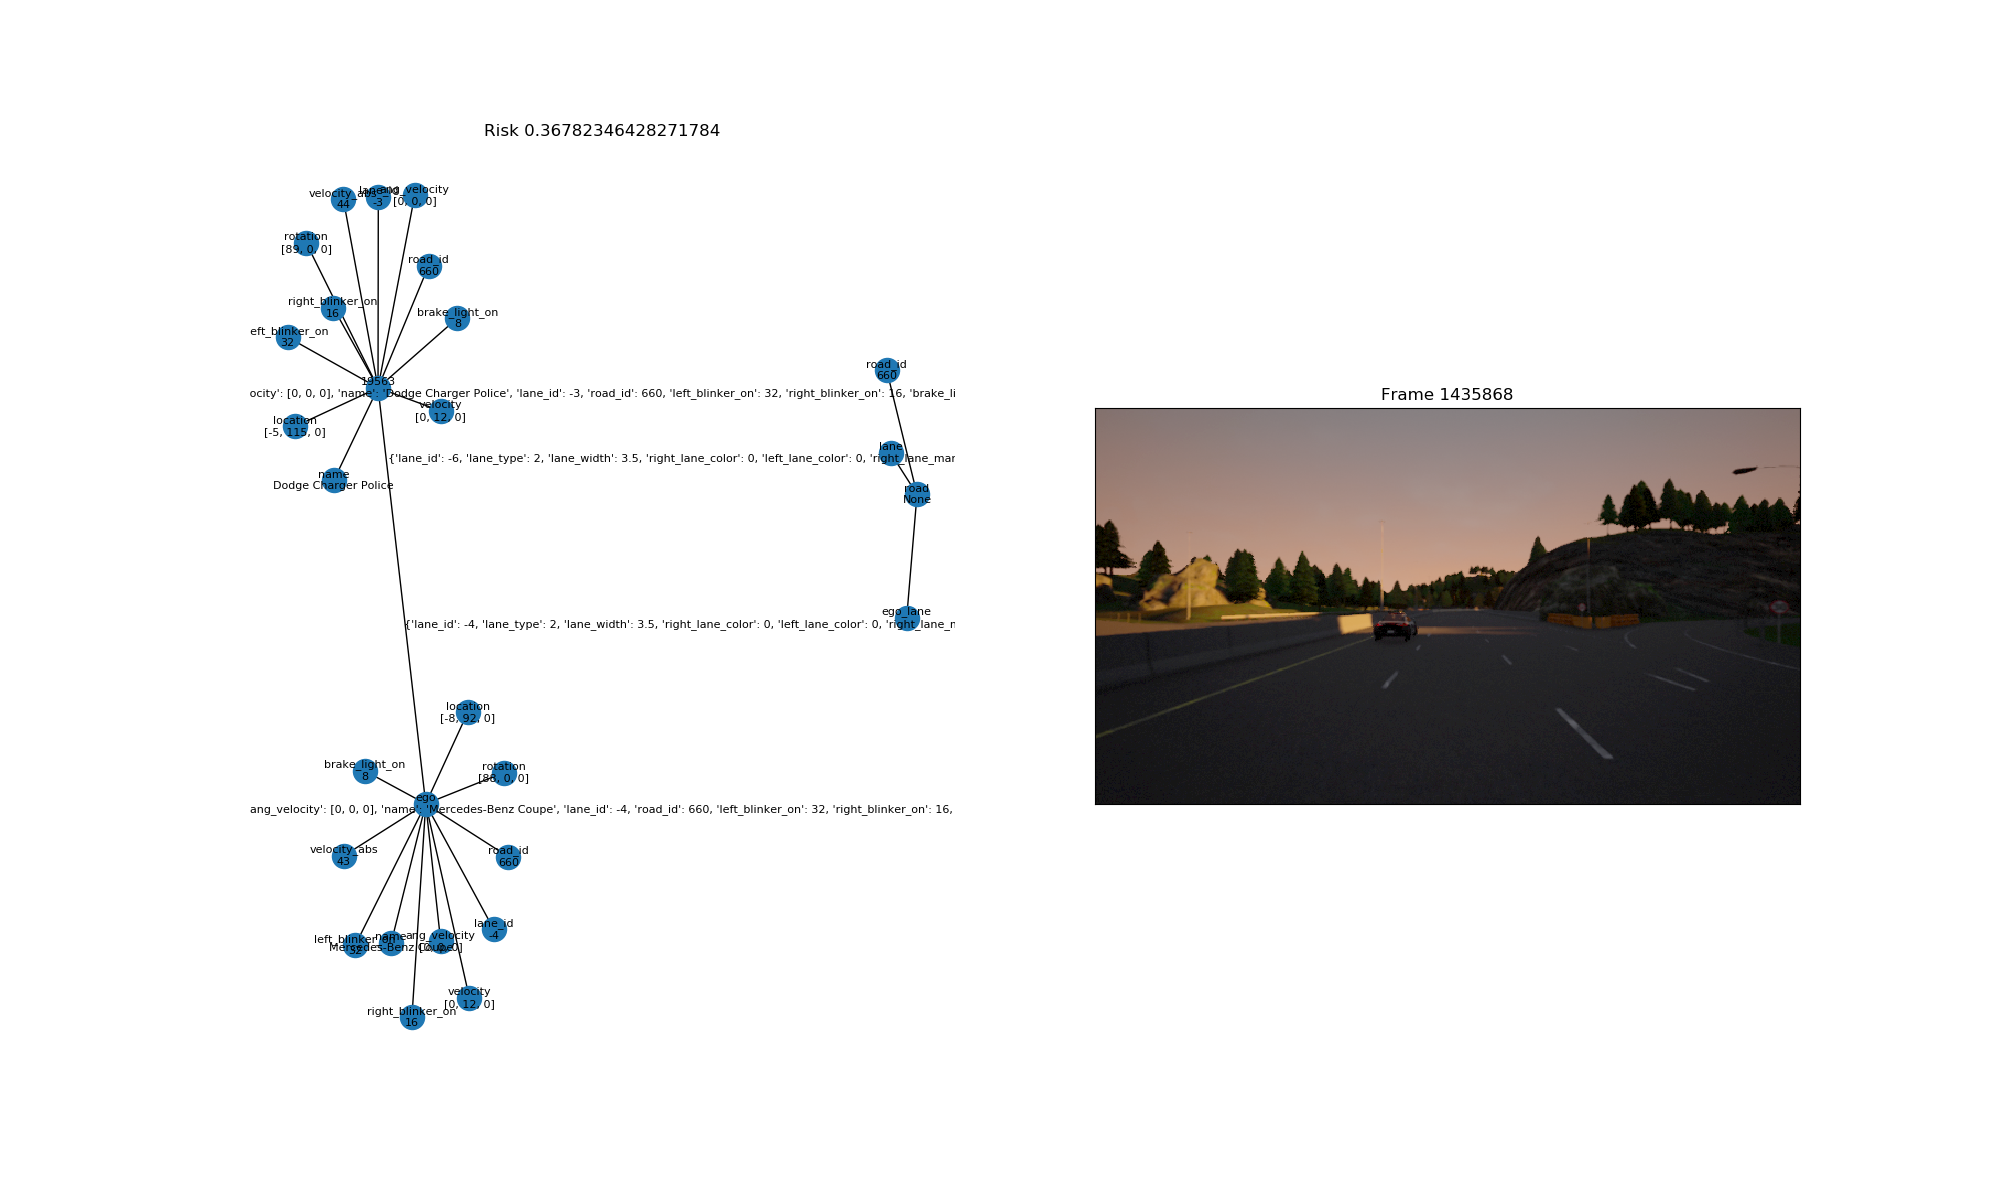 Risk 0.36782346428271784
velocity_abs
44
-3
ang_velocity
[0, 0, 0]
rotation
[89, 0, 0]
road_id
660
right_blinker_on
16
brake_light_on
8
eft_blinker_on
32
19563
ocity': [0, 0, 0], 'name': 'Dodge Charger Police', 'lane_id': -3, 'road_id': 660, 'left_blinker_on': 32, 'right_blinker_on': 16, 'brake_li
velocity
[0, 12, 0]
location
[-5, 115, 0]
name
Dodge Charger Police
road_id
660
lane
{'lane_id': -6, 'lane_type': 2, 'lane_width': 3.5, 'right_lane_color': 0, 'left_lane_color': 0, 'right_lane_mar
road
None
ego_lane
{'lane_id': -4, 'lane_type': 2, 'lane_width': 3.5, 'right_lane_color': 0, 'left_lane_color': 0, 'right_lane_m
location
[-8, 92, 0]
brake_light_on
8
rotation
[88, 0, 0]
ego
ang_velocity': [0, 0, 0], 'name': 'Mercedes-Benz Coupe', 'lane_id': -4, 'road_id': 660, 'left_blinker_on': 32, 'right_blinker_on': 16,
velocity_abs
43
road_id
660
lane_id
-4
left_blinker_on
32
name
Mercedes-Benz Coupe
ang_velocity
[0, 0, 0]
velocity
[0, 12, 0]
right_blinker_on
16
Frame 1435868